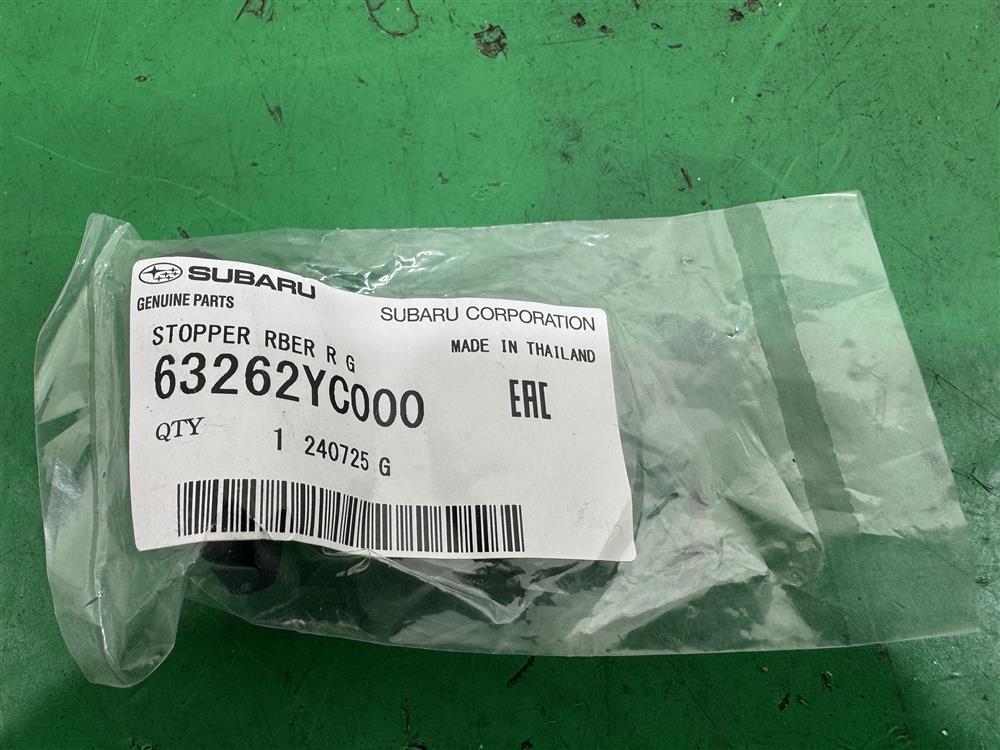 SUBARU
GENUINE PARTS
SUBARU CORPORATION
STOPPER RBER R G
MADE IN THAILAND
63262YC000
EAC
QTY 1 240725 G